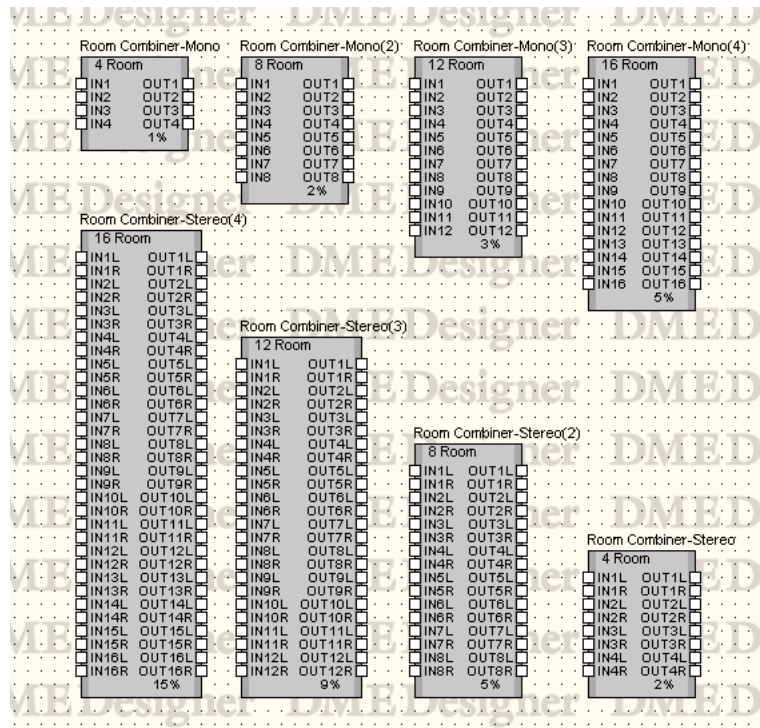 Room Combiner-Mono
4 Room
IN1 OUT1
IN2 OUT2
IN3 OUT3
IN4 OUT4
1%
Room Combiner-Mono(2)
8 Room
IN1 OUT1
IN2 OUT2
IN3 OUT3
IN4 OUT4
IN5 OUT5
IN6 OUT6
IN7 OUT7
IN8 OUT8
2%
Room Combiner-Mono(3)
12 Room
IN1 OUT1
IN2 OUT2
IN3 OUT3
IN4 OUT4
IN5 OUT5
IN6 OUT6
IN7 OUT7
IN8 OUT8
IN9 OUT9
IN10 OUT10
IN11 OUT11
IN12 OUT12
3%
Room Combiner-Mono(4)
16 Room
IN1 OUT1
IN2 OUT2
IN3 OUT3
IN4 OUT4
IN5 OUT5
IN6 OUT6
IN7 OUT7
IN8 OUT8
IN9 OUT9
IN10 OUT10
IN11 OUT11
IN12 OUT12
IN13 OUT13
IN14 OUT14
IN15 OUT15
IN16 OUT16
5%
Room Combiner-Stereo(4)
16 Room
IN1L OUT1L
IN1R OUT1R
IN2L OUT2L
IN2R OUT2R
IN3L OUT3L
IN3R OUT3R
IN4L OUT4L
IN4R OUT4R
IN5L OUT5L
IN5R OUT5R
IN6L OUT6L
IN6R OUT6R
IN7L OUT7L
IN7R OUT7R
IN8L OUT8L
IN8R OUT8R
IN9L OUT9L
IN9R OUT9R
IN10L OUT10L
IN10R OUT10R
IN11L OUT11L
IN11R OUT11R
IN12L OUT12L
IN12R OUT12R
IN13L OUT13L
IN13R OUT13R
IN14L OUT14L
IN14R OUT14R
IN15L OUT15L
IN15R OUT15R
IN16L OUT16L
IN16R OUT16R
15%
Room Combiner-Stereo(3)
12 Room
IN1L OUT1L
IN1R OUT1R
IN2L OUT2L
IN2R OUT2R
IN3L OUT3L
IN3R OUT3R
IN4L OUT4L
IN4R OUT4R
IN5L OUT5L
IN5R OUT5R
IN6L OUT6L
IN6R OUT6R
IN7L OUT7L
IN7R OUT7R
IN8L OUT8L
IN8R OUT8R
IN9L OUT9L
IN9R OUT9R
IN10L OUT10L
IN10R OUT10R
IN11L OUT11L
IN11R OUT11R
IN12L OUT12L
IN12R OUT12R
9%
Room Combiner-Stereo(2)
8 Room
IN1L OUT1L
IN1R OUT1R
IN2L OUT2L
IN2R OUT2R
IN3L OUT3L
IN3R OUT3R
IN4L OUT4L
IN4R OUT4R
IN5L OUT5L
IN5R OUT5R
IN6L OUT6L
IN6R OUT6R
IN7L OUT7L
IN7R OUT7R
IN8L OUT8L
IN8R OUT8R
5%
Room Combiner-Stereo
4 Room
IN1L OUT1L
IN1R OUT1R
IN2L OUT2L
IN2R OUT2R
IN3L OUT3L
IN3R OUT3R
IN4L OUT4L
IN4R OUT4R
2%
DME Designer